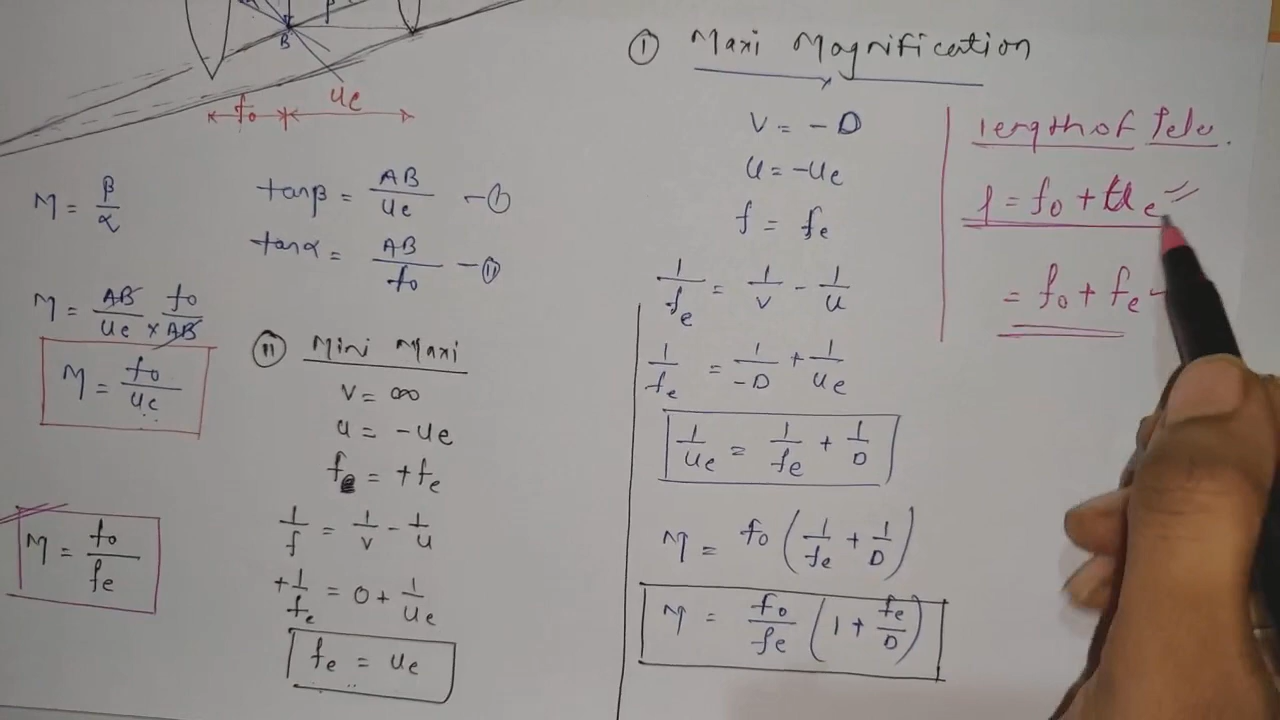 B
β
fo
ue
M = β/α
tanβ = AB/ue - I
tanα = AB/fo - II
M = AB/ue × fo/AB
M = fo/ue
M = fo/fe
II Mini Maxi
v = ∞
u = -ue
fe = +fe
1/f = 1/v - 1/u
+1/fe = 0 + 1/ue
fe = ue
I Maxi Magnification
v = -D
u = -ue
f = fe
1/fe = 1/v - 1/u
1/fe = 1/-D + 1/ue
1/ue = 1/fe + 1/D
M = fo (1/fe + 1/D)
M = fo/fe (1 + fe/D)
length of Tele.
l = fo + ue
= fo + fe -